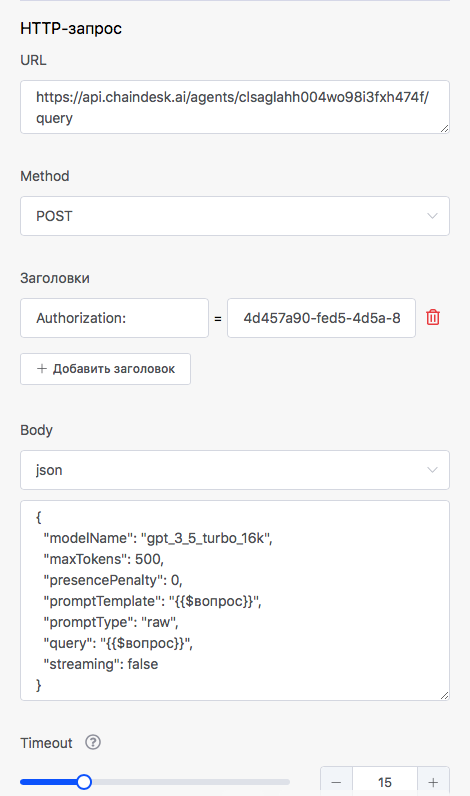 HTTP-запрос
URL
https://api.chaindesk.ai/agents/clsaglahh004wo98i3fxh474f/
query
Method
POST
Заголовки
Authorization: = 4d457a90-fed5-4d5a-8
+ Добавить заголовок
Body
json
{
"modelName": "gpt_3_5_turbo_16k",
"maxTokens": 500,
"presencePenalty": 0,
"promptTemplate": "{{$вопрос}}",
"promptType": "raw",
"query": "{{$вопрос}}",
"streaming": false
}
Timeout ?
− 15 +